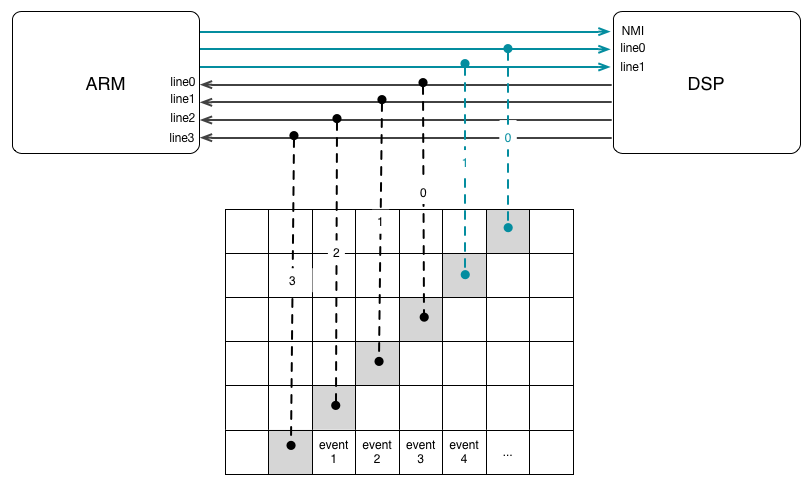 NMI
line0
line1
ARM
DSP
line0
line1
line2
line3
0
1
0
1
2
3
event
1
event
2
event
3
event
4
...